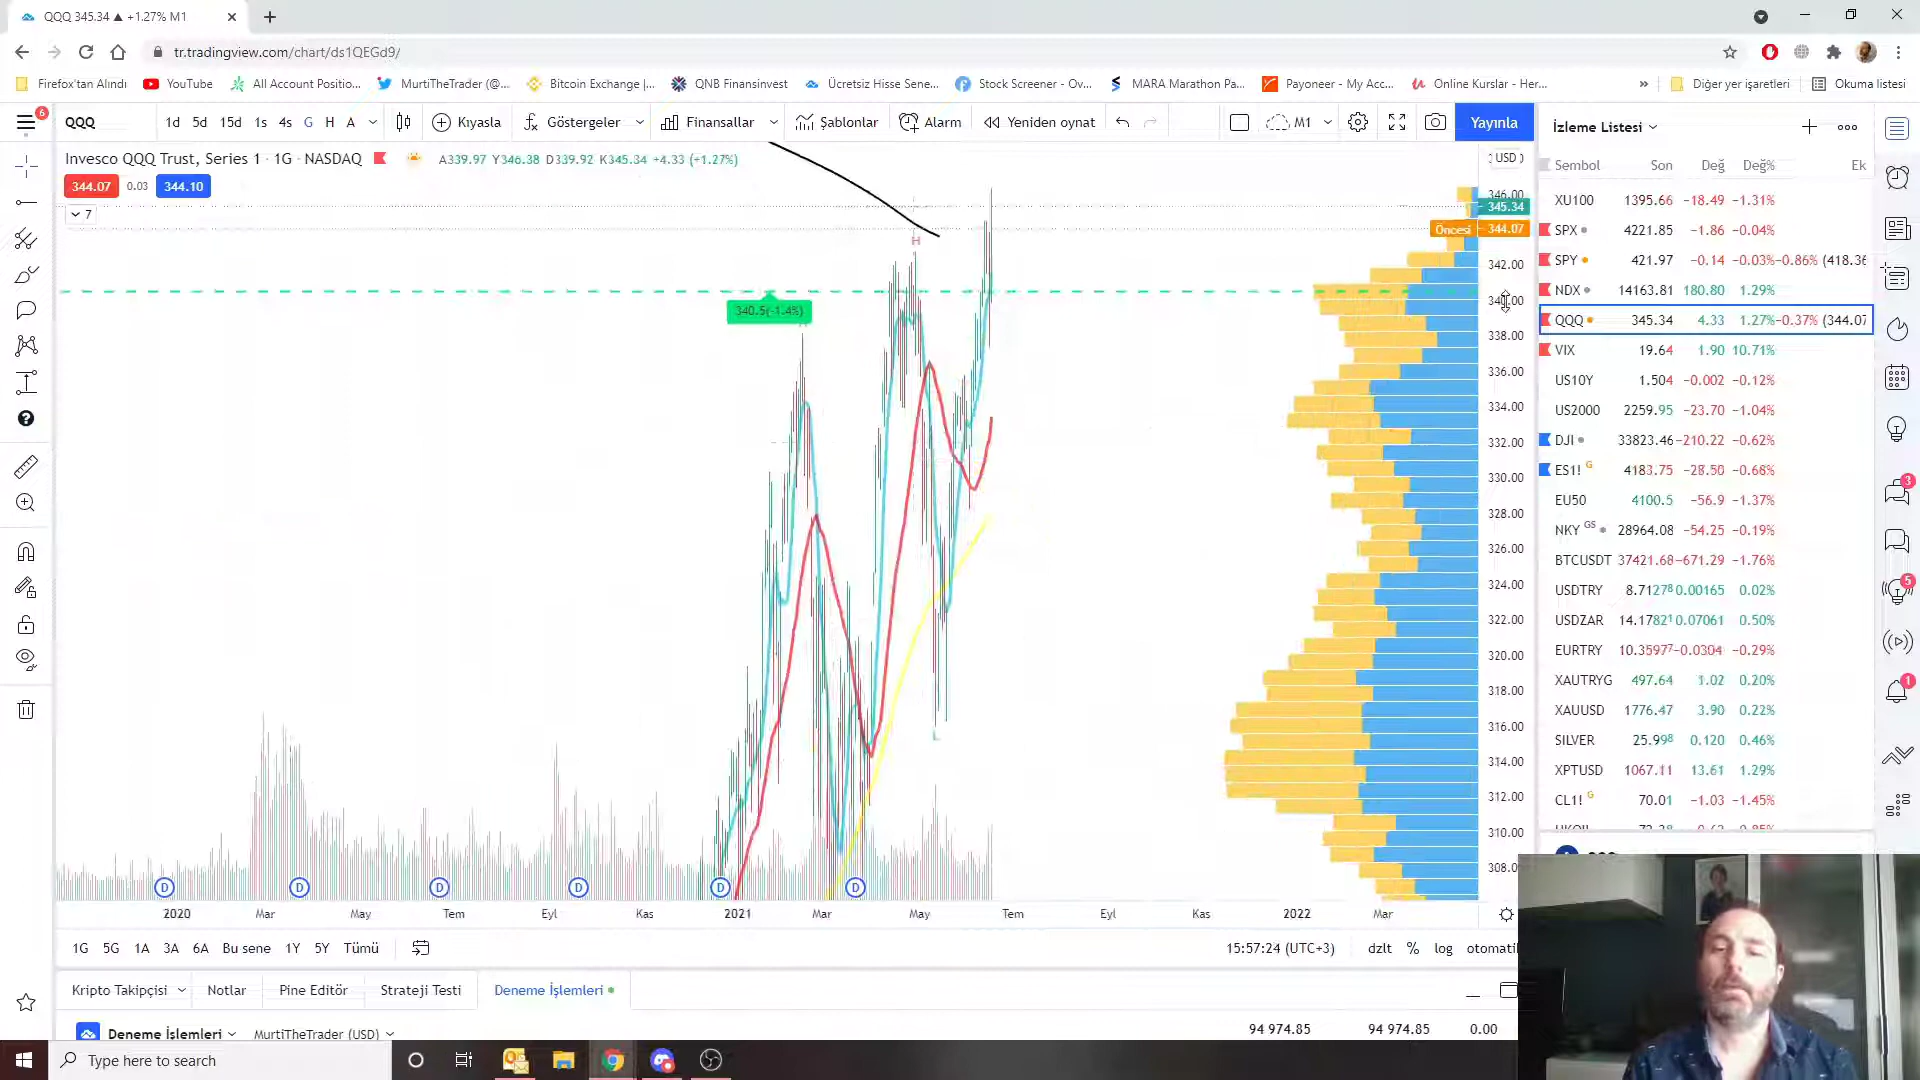 QQQ 345.34 ▲ +1.27% M1
tr.tradingview.com/chart/ds1QEGd9/
Firefox'tan Alındı YouTube All Account Positio... MurtiTheTrader (@... Bitcoin Exchange |... QNB Finansinvest Ücretsiz Hisse Sene... Stock Screener - Ov... MARA Marathon Pa... Payoneer - My Acc... Online Kurslar - Her... » Diğer yer işaretleri Okuma listesi
6
QQQ 1d 5d 15d 1s 4s G H A Kıyasla Göstergeler Finansallar Şablonlar Alarm Yeniden oynat M1 Yayınla
İzleme Listesi
Invesco QQQ Trust, Series 1 · 1G · NASDAQ A339.97 Y346.38 D339.92 K345.34 +4.33 (+1.27%)
USD
344.07 0.03 344.10
7
Sembol Son Değ Değ% Ek
XU100 1395.66 −18.49 −1.31%
SPX 4221.85 −1.86 −0.04%
SPY 421.97 −0.14 −0.03% −0.86% (418.36
NDX 14163.81 180.80 1.29%
QQQ 345.34 4.33 1.27% −0.37% (344.07
VIX 19.64 1.90 10.71%
US10Y 1.504 −0.002 −0.12%
US2000 2259.95 −23.70 −1.04%
DJI 33823.46 −210.22 −0.62%
ES1! G 4183.75 −28.50 −0.68%
EU50 4100.5 −56.9 −1.37%
NKY GS 28964.08 −54.25 −0.19%
BTCUSDT 37421.68 −671.29 −1.76%
USDTRY 8.71278 0.00165 0.02%
USDZAR 14.17821 0.07061 0.50%
EURTRY 10.35977 −0.0304 −0.29%
XAUTRYG 497.64 1.02 0.20%
XAUUSD 1776.47 3.90 0.22%
SILVER 25.998 0.120 0.46%
XPTUSD 1067.11 13.61 1.29%
CL1! G 70.01 −1.03 −1.45%
346.00
345.34
Öncesi 344.07
342.00
340.00
338.00
336.00
334.00
332.00
330.00
328.00
326.00
324.00
322.00
320.00
318.00
316.00
314.00
312.00
310.00
308.00
H
340.5(-1.4%)
L
D D D D D D
2020 Mar May Tem Eyl Kas 2021 Mar May Tem Eyl Kas 2022 Mar
1G 5G 1A 3A 6A Bu sene 1Y 5Y Tümü 15:57:24 (UTC+3) dzlt % log otomatik
Kripto Takipçisi Notlar Pine Editörü Strateji Testi Deneme İşlemleri
Deneme İşlemleri MurtiTheTrader (USD) 94 974.85 94 974.85 0.00
3
5
1
Type here to search